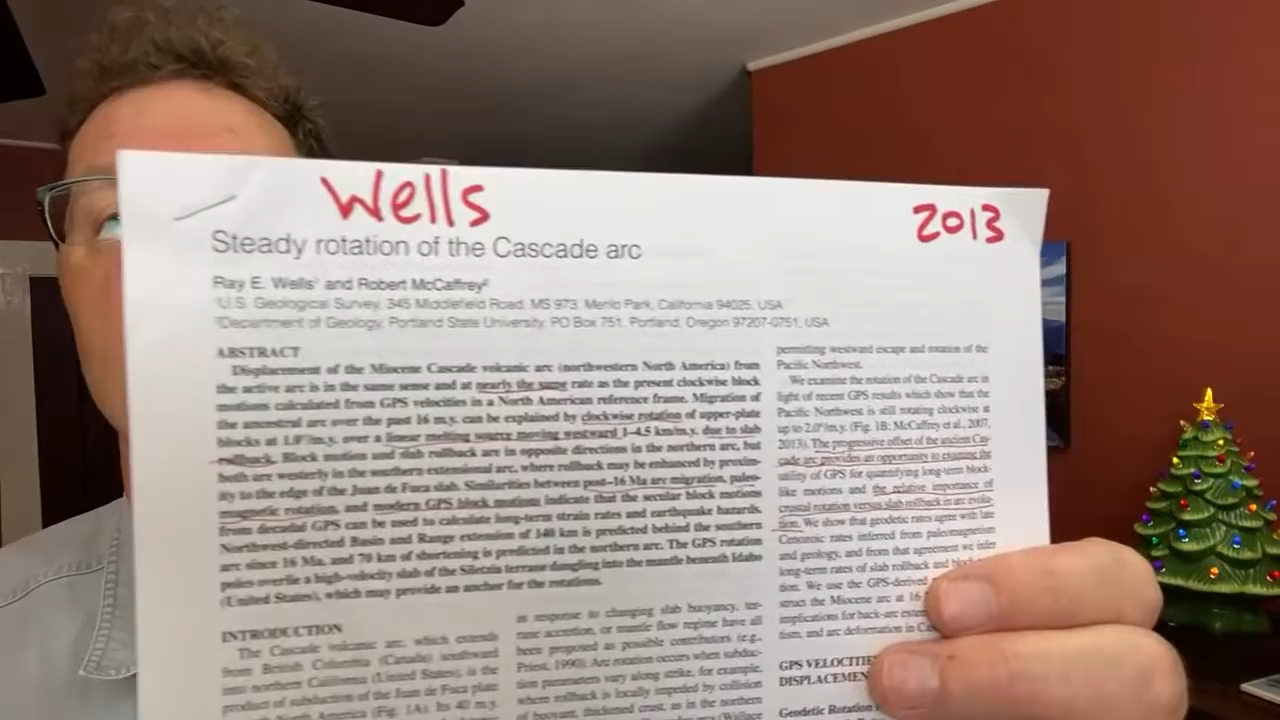 Wells
2013
Steady rotation of the Cascade arc
Ray E. Wells¹ and Robert McCaffrey²
¹U.S. Geological Survey, 345 Middlefield Road, MS 973, Menlo Park, California 94025, USA
²Department of Geology, Portland State University, PO Box 751, Portland, Oregon 97207-0751, USA
ABSTRACT
Displacement of the Miocene Cascade volcanic arc (northwestern North America) from
the active arc is in the same sense and at nearly the same rate as the present clockwise block
motions calculated from GPS velocities in a North American reference frame. Migration of
the ancestral arc over the past 16 m.y. can be explained by clockwise rotation of upper-plate
blocks at 1.0°/m.y. over a linear melting source moving westward 1–4.5 km/m.y. due to slab
rollback. Block motion and slab rollback are in opposite directions in the northern arc, but
both are westerly in the southern extensional arc, where rollback may be enhanced by proxim-
ity to the edge of the Juan de Fuca slab. Similarities between post–16 Ma arc migration, paleo-
magnetic rotation, and modern GPS block motions indicate that the secular block motions
from decadal GPS can be used to calculate long-term strain rates and earthquake hazards.
Northwest-directed Basin and Range extension of 140 km is predicted behind the southern
arc since 16 Ma, and 70 km of shortening is predicted in the northern arc. The GPS rotation
poles overlie a high-velocity slab of the Siletzia terrane dangling into the mantle beneath Idaho
(United States), which may provide an anchor for the rotations.
INTRODUCTION
The Cascade volcanic arc, which extends
from British Columbia (Canada) southward
into northern California (United States), is the
product of subduction of the Juan de Fuca plate
North America (Fig. 1A). Its 40 m.y.
in response to changing slab buoyancy, ter-
rane accretion, or mantle flow regime have all
been proposed as possible contributors (e.g.,
Priest, 1990). Arc rotation occurs when subduc-
tion parameters vary along strike, for example,
where rollback is locally impeded by collision
of buoyant, thickened crust, as in the northern
(Wallace
permitting westward escape and rotation of the
Pacific Northwest.
We examine the rotation of the Cascade arc in
light of recent GPS results which show that the
Pacific Northwest is still rotating clockwise at
up to 2.0°/m.y. (Fig. 1B; McCaffrey et al., 2007,
2013). The progressive offset of the ancient Cas-
cade arc provides an opportunity to examine the
utility of GPS for quantifying long-term block-
like motions and the relative importance of
crustal rotation versus slab rollback in arc evolu-
tion. We show that geodetic rates agree with late
Cenozoic rates inferred from paleomagnetism
and geology, and from that agreement we infer
long-term rates of slab rollback and block
tion. We use the GPS-derived
struct the Miocene arc at 16
implications for back-arc
tism, and arc deformation in
GPS VELOCITIE
DISPLACEMEN
Geodetic Rotation